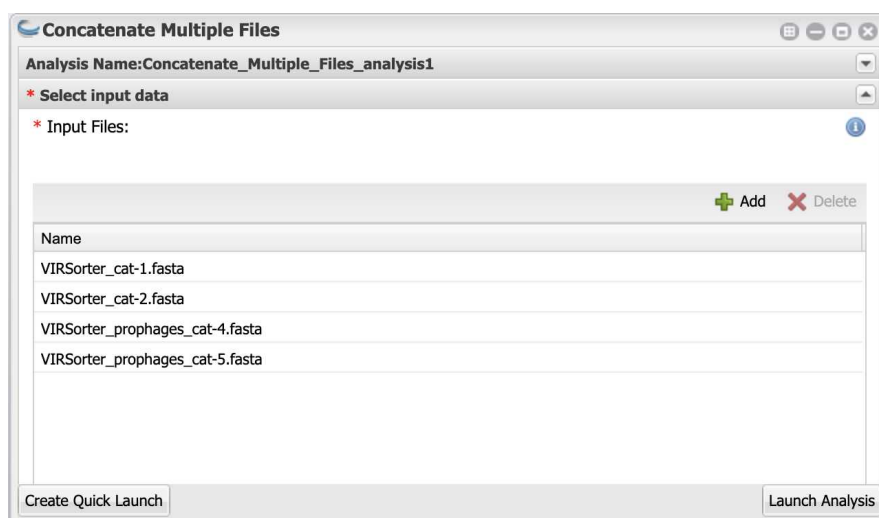 Concatenate Multiple Files
Analysis Name:Concatenate_Multiple_Files_analysis1
* Select input data
* Input Files:
Add Delete
Name
VIRSorter_cat-1.fasta
VIRSorter_cat-2.fasta
VIRSorter_prophages_cat-4.fasta
VIRSorter_prophages_cat-5.fasta
Create Quick Launch Launch Analysis